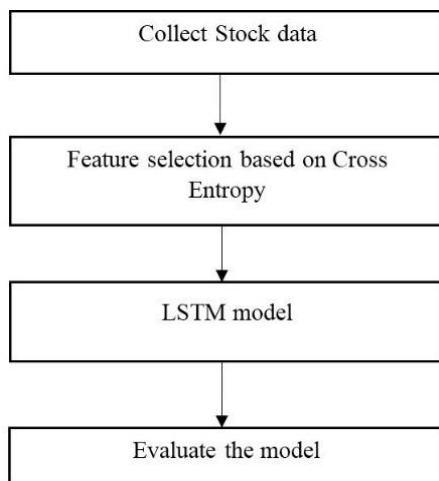 Collect Stock data
Feature selection based on Cross
Entropy
LSTM model
Evaluate the model